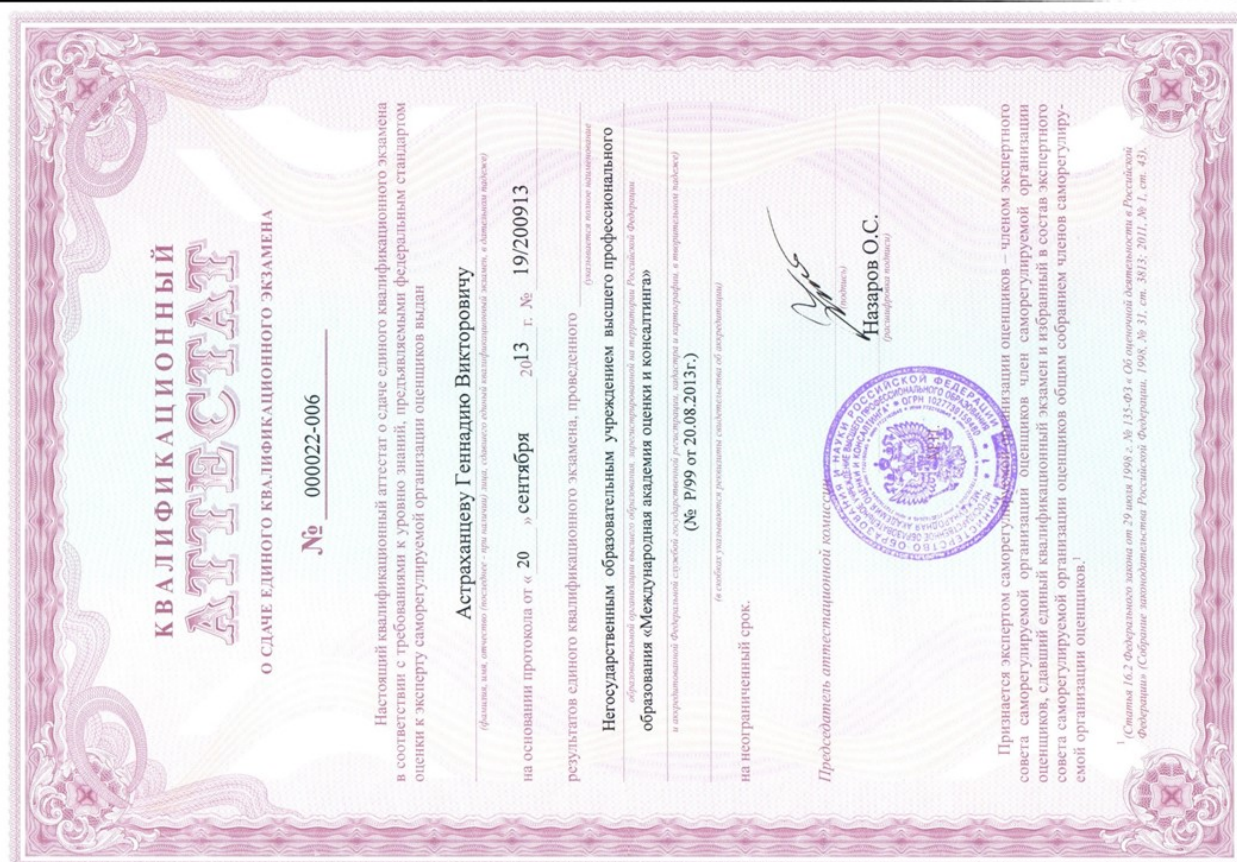 КВАЛИФИКАЦИОННЫЙ
АТТЕСТАТ
О СДАЧЕ ЕДИНОГО КВАЛИФИКАЦИОННОГО ЭКЗАМЕНА
№ 000022-006
Настоящий квалификационный аттестат о сдаче единого квалификационного экзамена
в соответствии с требованиями к уровню знаний, предъявляемыми федеральным стандартом
оценки к эксперту саморегулируемой организации оценщиков выдан
Астраханцеву Геннадию Викторовичу
(фамилия, имя, отчество (последнее - при наличии) лица, сдавшего единый квалификационный экзамен, в дательном падеже)
на основании протокола от « 20 » сентября 2013 г. № 19/200913
результатов единого квалификационного экзамена, проведенного
(указывается полное наименование
Негосударственным образовательным учреждением высшего профессионального
образовательной организации высшего образования, зарегистрированной на территории Российской Федерации
образования «Международная академия оценки и консалтинга»
и аккредитованной Федеральной службой государственной регистрации, кадастра и картографии, в творительном падеже)
(№ Р/99 от 20.08.2013г.)
(в скобках указываются реквизиты свидетельства об аккредитации)
на неограниченный срок.
Председатель аттестационной комиссии
(подпись)
Назаров О.С.
(расшифровка подписи)
Признается экспертом саморегулируемой организации оценщиков – членом экспертного
совета саморегулируемой организации оценщиков член саморегулируемой организации
оценщиков, сдавший единый квалификационный экзамен и избранный в состав экспертного
совета саморегулируемой организации оценщиков общим собранием членов саморегулиру-
емой организации оценщиков.¹
¹ (Статья 16.2 Федерального закона от 29 июля 1998 г. № 135-ФЗ « Об оценочной деятельности в Российской
Федерации» (Собрание законодательства Российской Федерации, 1998, № 31, ст. 3813; 2011, № 1, ст. 43).